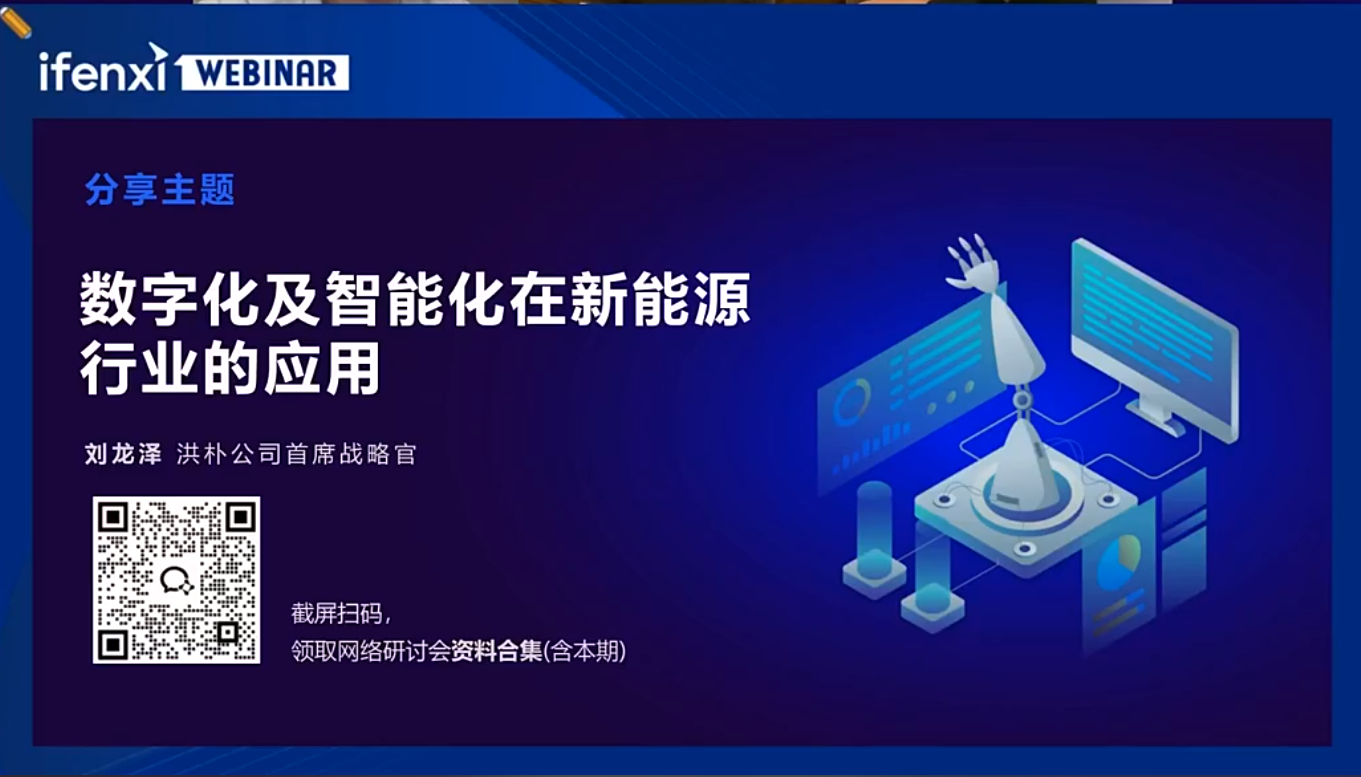 ifenxi WEBINAR
分享主题
数字化及智能化在新能源
行业的应用
刘龙泽 洪朴公司首席战略官
截屏扫码,
领取网络研讨会资料合集(含本期)